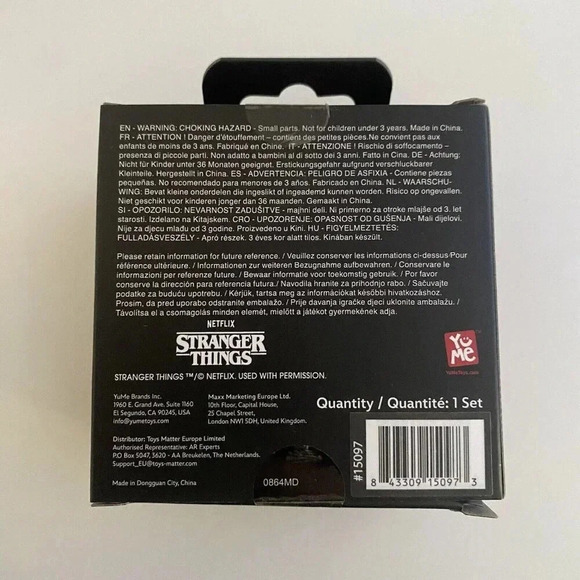 EN - WARNING: CHOKING HAZARD - Small parts. Not for children under 3 years. Made in China.
FR - ATTENTION ! Danger d'étouffement – contient des petites pièces.Ne convient pas aux
enfants de moins de 3 ans. Fabriqué en Chine. IT - ATTENZIONE ! Rischio di soffocamento –
presenza di piccole parti. Non adatto a bambini al di sotto dei 3 anni. Fatto in Cina. DE - Achtung:
Nicht für Kinder unter 36 Monaten geeignet. Erstickungsgefahr aufgrund verschluckbarer
Kleinteile. Hergestellt in China. ES - ADVERTENCIA: PELIGRO DE ASFIXIA - Contiene piezas
pequeñas. No recomendado para menores de 3 años. Fabricado en China. NL - WAARSCHU-
WING: Bevat kleine onderdelen die ingeslikt of ingeademd kunnen worden. Risico op ongevallen.
Niet geschikt voor kinderen jonger dan 36 maanden. Gemaakt in China.
SI - OPOZORILO: NEVARNOST ZADUŠITVE - majhni deli. Ni primerno za otroke mlajše od 3. let
starosti. Izdelano na Kitajskem. CRO - UPOZORENJE: OPASNOST OD GUŠENJA - Mali dijelovi.
Nije za djecu mlađu od 3 godine. Proizvedeno u Kini. HU - FIGYELMEZTETÉS:
FULLADÁSVESZÉLY - Apró részek. 3 éves kor alatt tilos. Kínában készült.
Please retain information for future reference. / Veuillez conserver les informations ci-dessus Pour
référence ultérieure. / Informationen zur weiteren Bezugnahme aufbewahren. / Conservare le
informazioni per referenze future. / Bewaar informatie voor toekomstig gebruik. / Por favor
conserve la dirección para referencia futura./ Navodila hranite za prihodnjo rabo. / Sačuvajte
podatke za buduću upotrebu. / Kérjük, tartsa meg az információkat későbbi hivatkozáshoz.
Prosim, da pred uporabo odstranite embalažo. / Prije davanja igračke djeci uklonite ambalažu. /
Távolítsa el a csomagolás minden elemét, mielőtt a játékot gyermekének adja.
NETFLIX
STRANGER
THINGS
YuMe
yumetoys.com
STRANGER THINGS ™/© NETFLIX. USED WITH PERMISSION.
YuMe Brands Inc.
1960 E. Grand Ave. Suite 1160
El Segundo, CA 90245, USA
info@yumetoys.com
Maxx Marketing Europe Ltd.
10th Floor, Capital House,
25 Chapel Street,
London NW1 5DH, United Kingdom.
Quantity / Quantité: 1 Set
Distributor: Toys Matter Europe Limited
Authorised Representative: AR Experts
P.O Box 5047, 3620 - AA Breukelen, The Netherlands.
Support_EU@toys-matter.com
Made in Dongguan City, China
0864MD
#15097
8 43309 15097 3